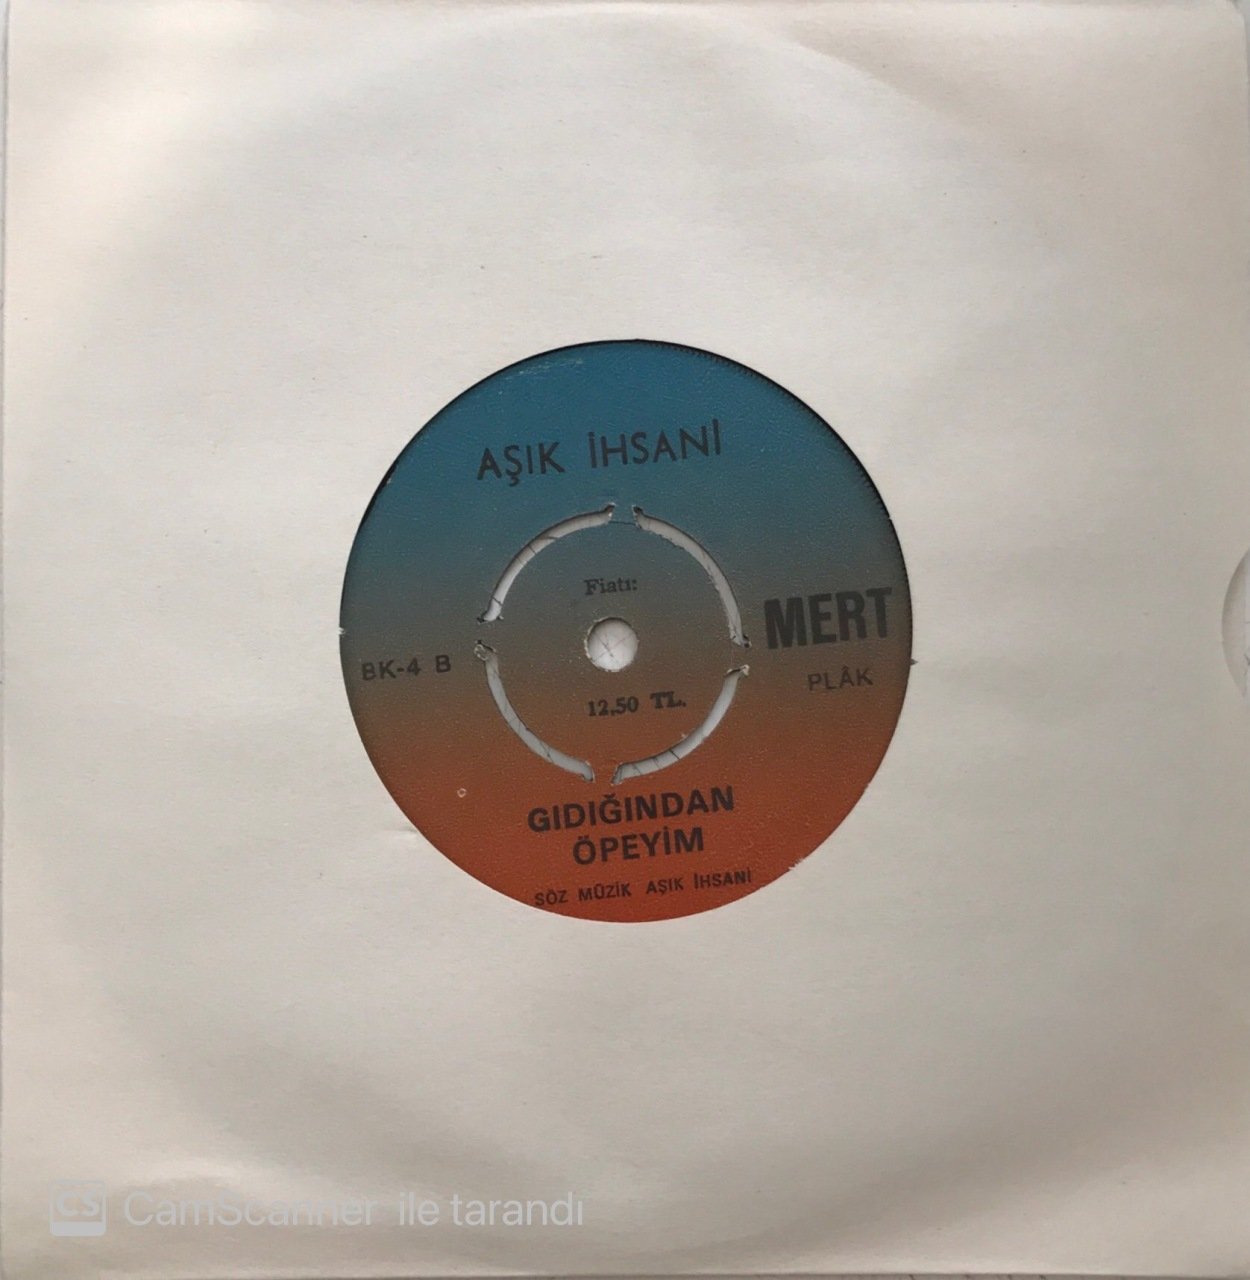 AŞIK İHSANİ
Fiatı:
MERT
PLÂK
BK-4 B
12.50 TL.
GIDIĞINDAN
ÖPEYİM
SÖZ MÜZİK AŞIK İHSANİ
CS CamScanner ile tarandı